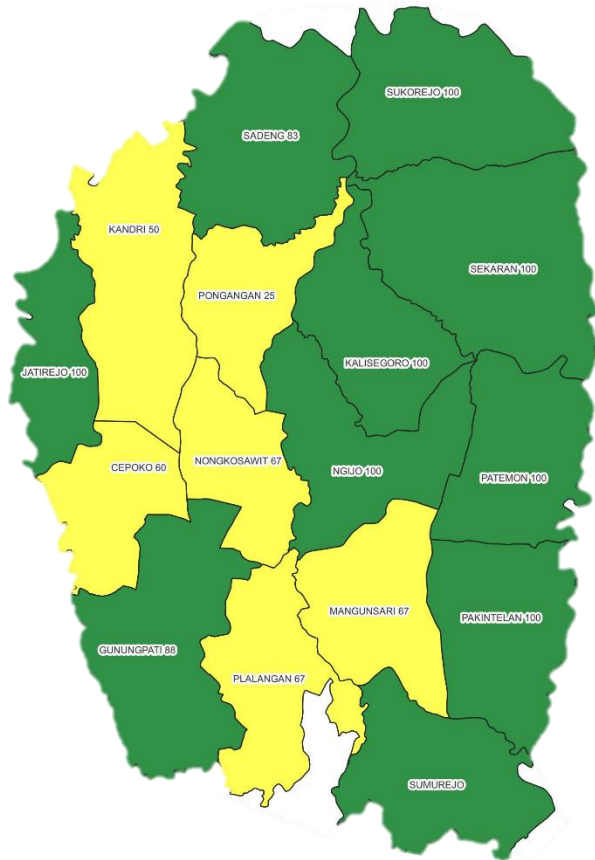 SUKOREJO 100
SADENG 83
KANDRI 50
SEKARAN 100
PONGANGAN 25
KALISEGORO 100
JATIREJO 100
CEPOKO 60
NONGKOSAWIT 67
NGIJO 100
PATEMON 100
MANGUNSARI 67
PAKINTELAN 100
GUNUNGPATI 88
PLALANGAN 67
SUMUREJO